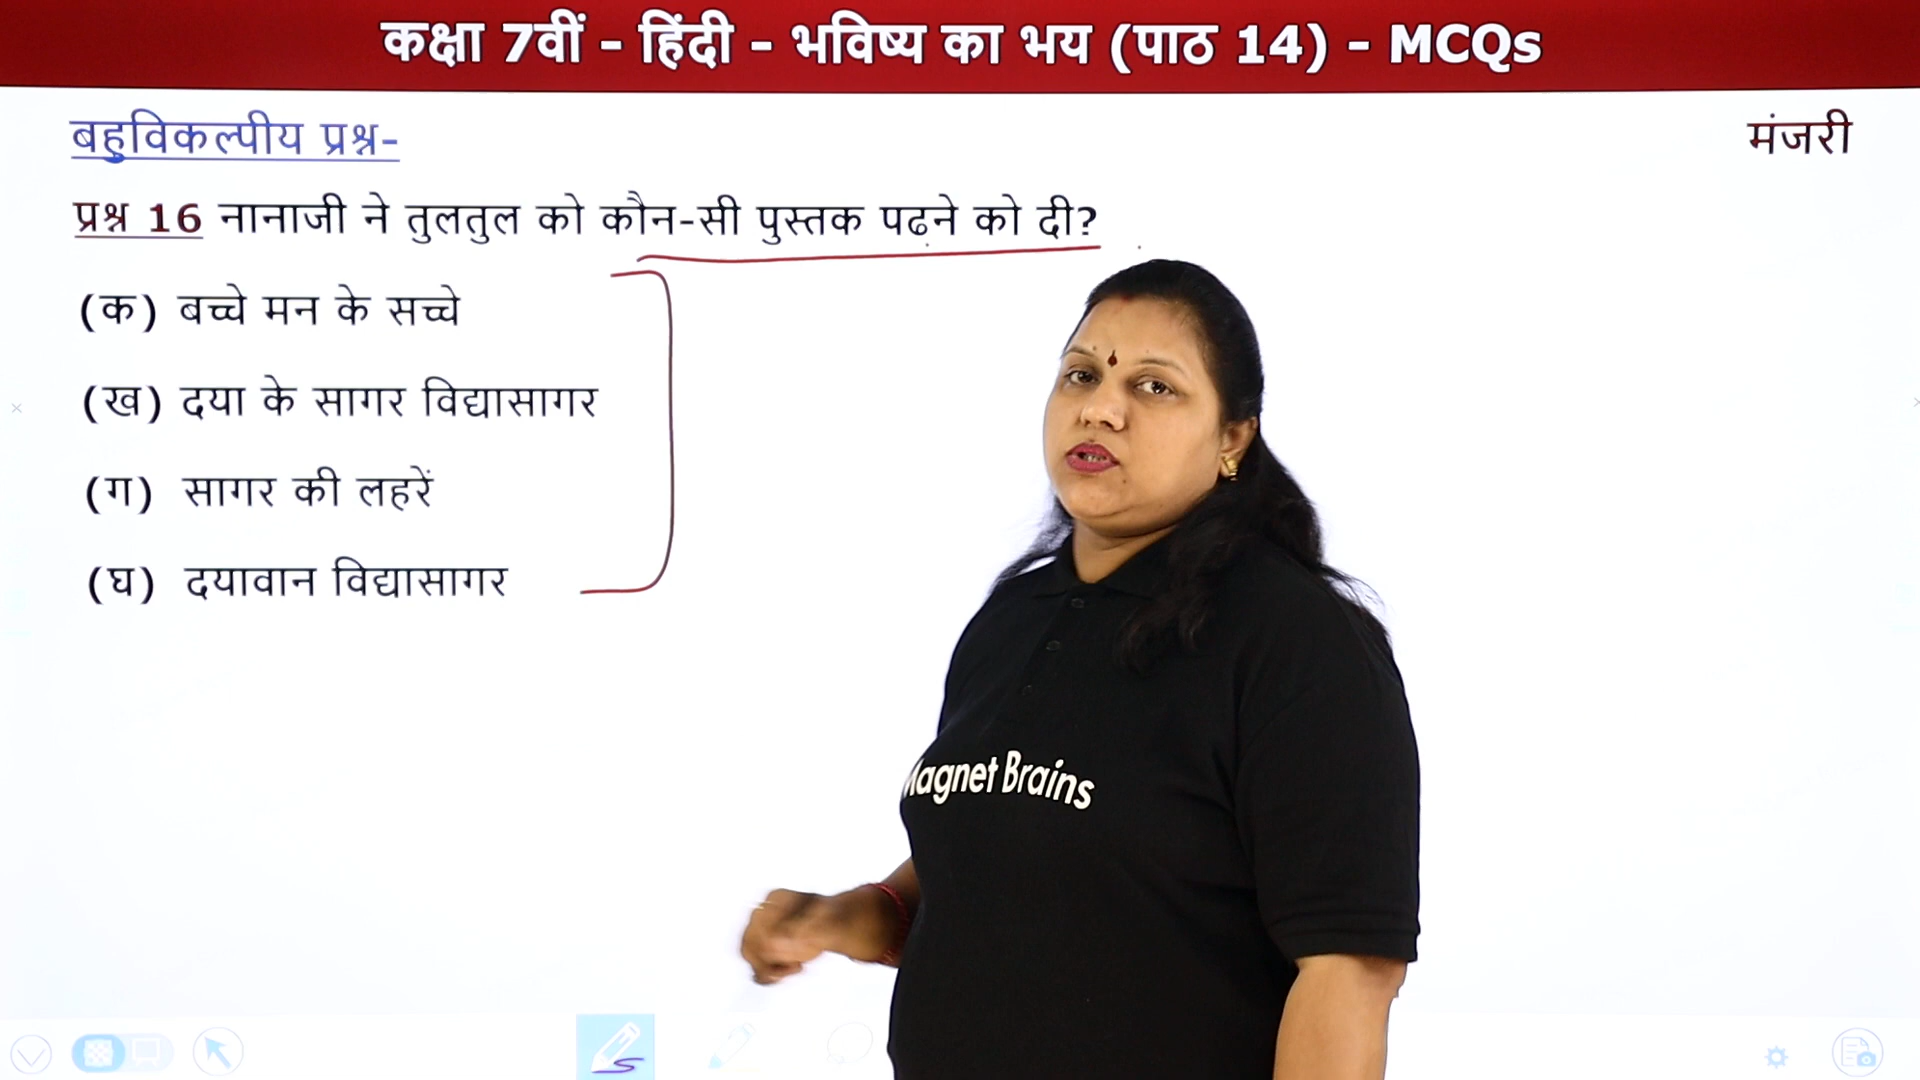 कक्षा 7वीं - हिंदी - भविष्य का भय (पाठ 14) - MCQs
बहुविकल्पीय प्रश्न-
मंजरी
प्रश्न 16 नानाजी ने तुलतुल को कौन-सी पुस्तक पढने को दी?
(क) बच्चे मन के सच्चे
(ख) दया के सागर विद्यासागर
(ग) सागर की लहरें
(घ) दयावान विद्यासागर
Magnet Brains